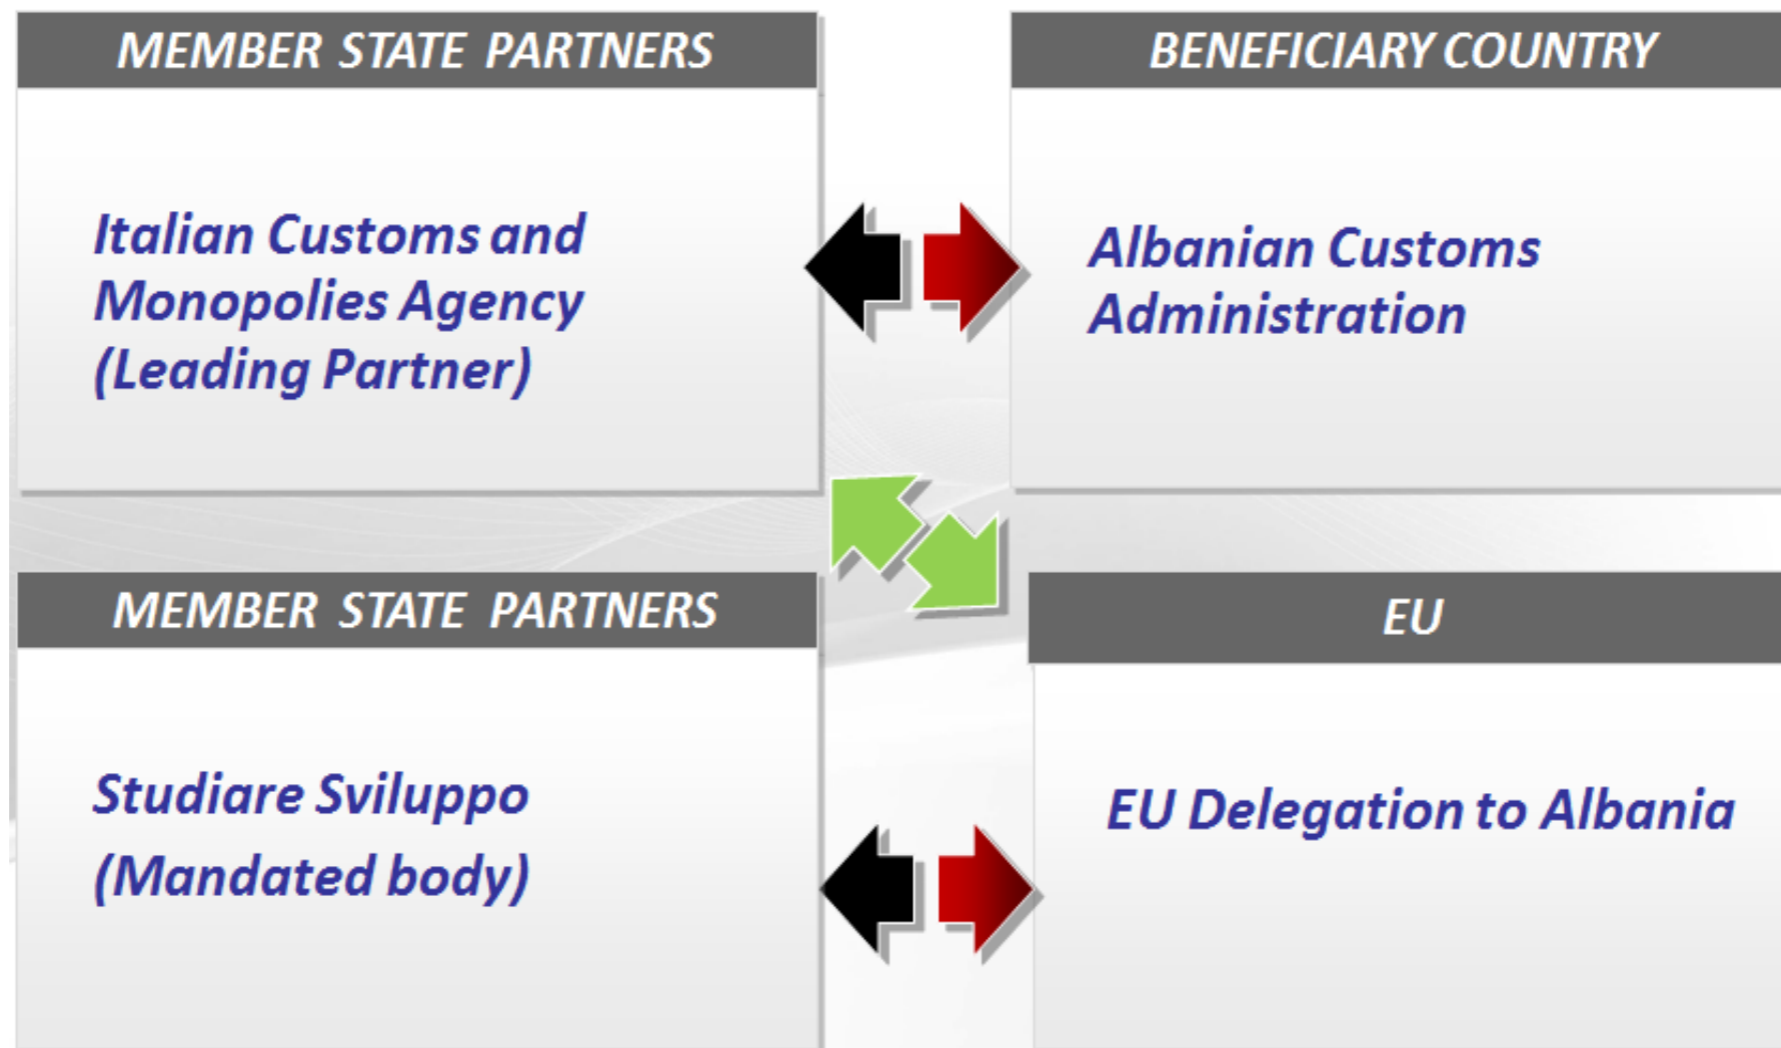 MEMBER STATE PARTNERS
Italian Customs and
Monopolies Agency
(Leading Partner)
BENEFICIARY COUNTRY
Albanian Customs
Administration
MEMBER STATE PARTNERS
Studiare Sviluppo
(Mandated body)
EU
EU Delegation to Albania